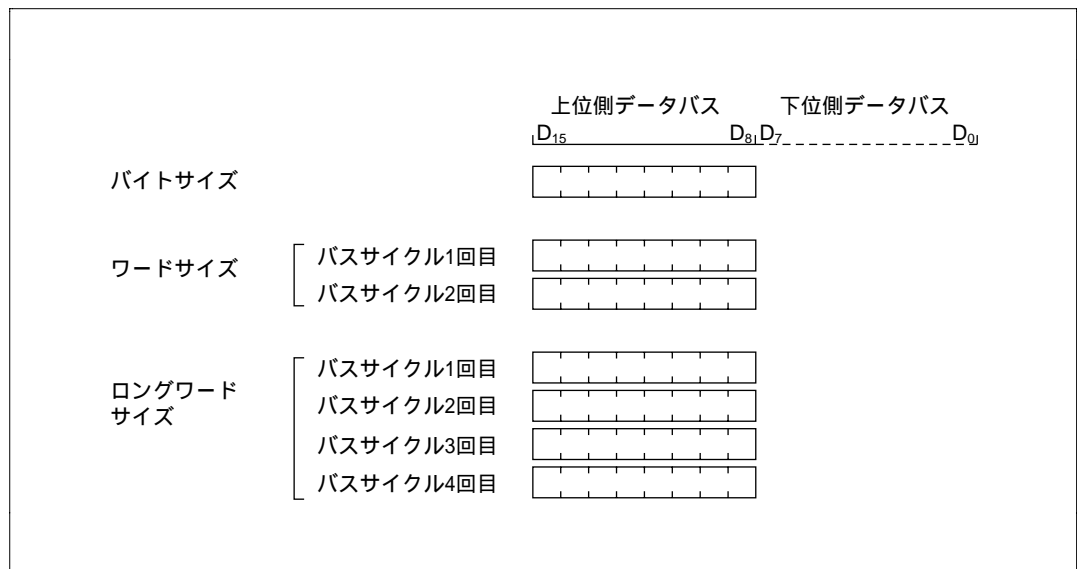 上位側データバス 下位側データバス
D15 D8 D7 D0
バイトサイズ
ワードサイズ
バスサイクル1回目
バスサイクル2回目
ロングワード
サイズ
バスサイクル1回目
バスサイクル2回目
バスサイクル3回目
バスサイクル4回目